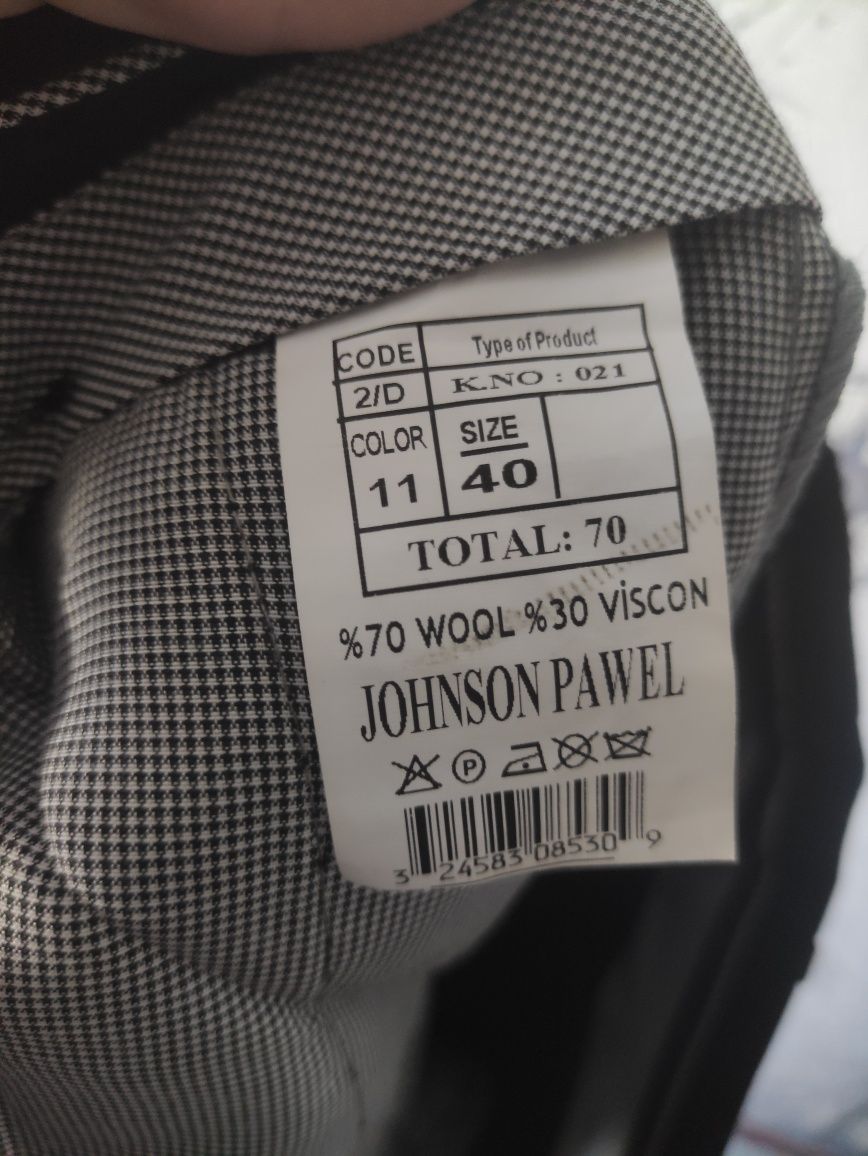 CODE Type of Product
2/D K.NO : 021
COLOR SIZE
11 40
TOTAL: 70
%70 WOOL %30 VİSCON
JOHNSON PAWEL
P
3 24583 08530 9